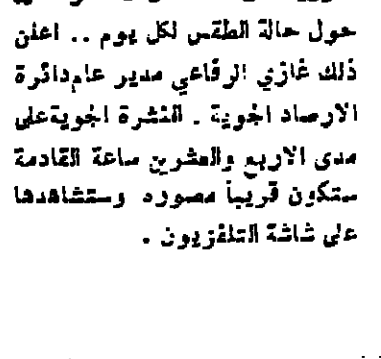 حول حالة الطقس لكل يوم .. اعلن
ذلك غازي الرفاعي مدير عام دائرة
الارصاد الجوية . النشرة الجوية على
مدى الاربع والعشرين ساعة القادمة
ستكون قريباً مصوره وستشاهدها
على شاشة التلفزيون .